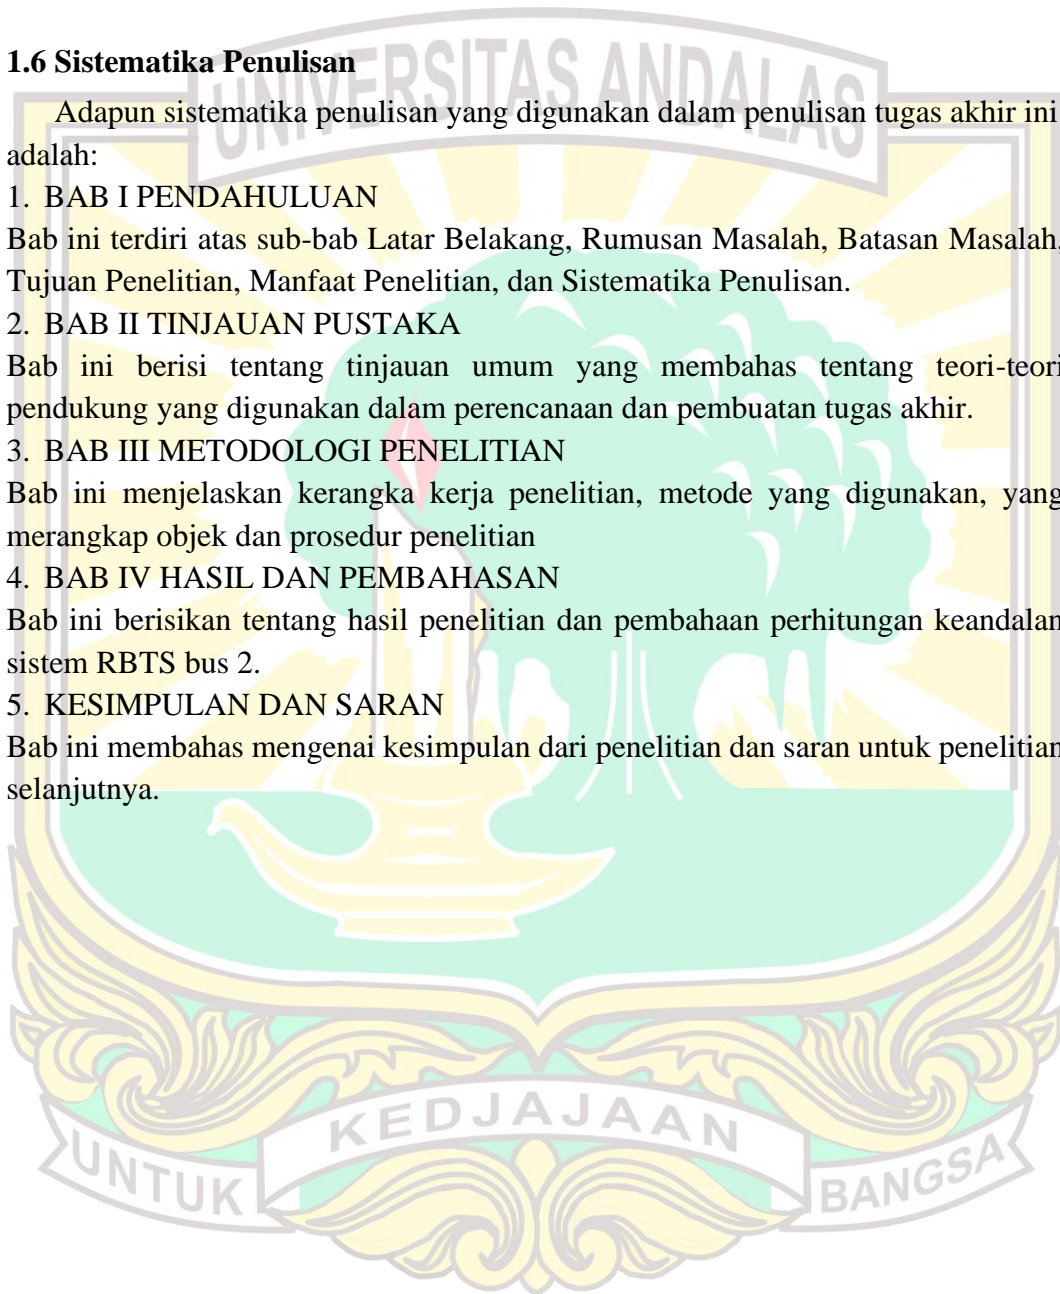 UNIVERSITAS ANDALAS
1.6 Sistematika Penulisan
Adapun sistematika penulisan yang digunakan dalam penulisan tugas akhir ini
adalah:
1. BAB I PENDAHULUAN
Bab ini terdiri atas sub-bab Latar Belakang, Rumusan Masalah, Batasan Masalah,
Tujuan Penelitian, Manfaat Penelitian, dan Sistematika Penulisan.
2. BAB II TINJAUAN PUSTAKA
Bab ini berisi tentang tinjauan umum yang membahas tentang teori-teori
pendukung yang digunakan dalam perencanaan dan pembuatan tugas akhir.
3. BAB III METODOLOGI PENELITIAN
Bab ini menjelaskan kerangka kerja penelitian, metode yang digunakan, yang
merangkap objek dan prosedur penelitian
4. BAB IV HASIL DAN PEMBAHASAN
Bab ini berisikan tentang hasil penelitian dan pembahaan perhitungan keandalan
sistem RBTS bus 2.
5. KESIMPULAN DAN SARAN
Bab ini membahas mengenai kesimpulan dari penelitian dan saran untuk penelitian
selanjutnya.
UNTUK KEDJAJAAN BANGSA